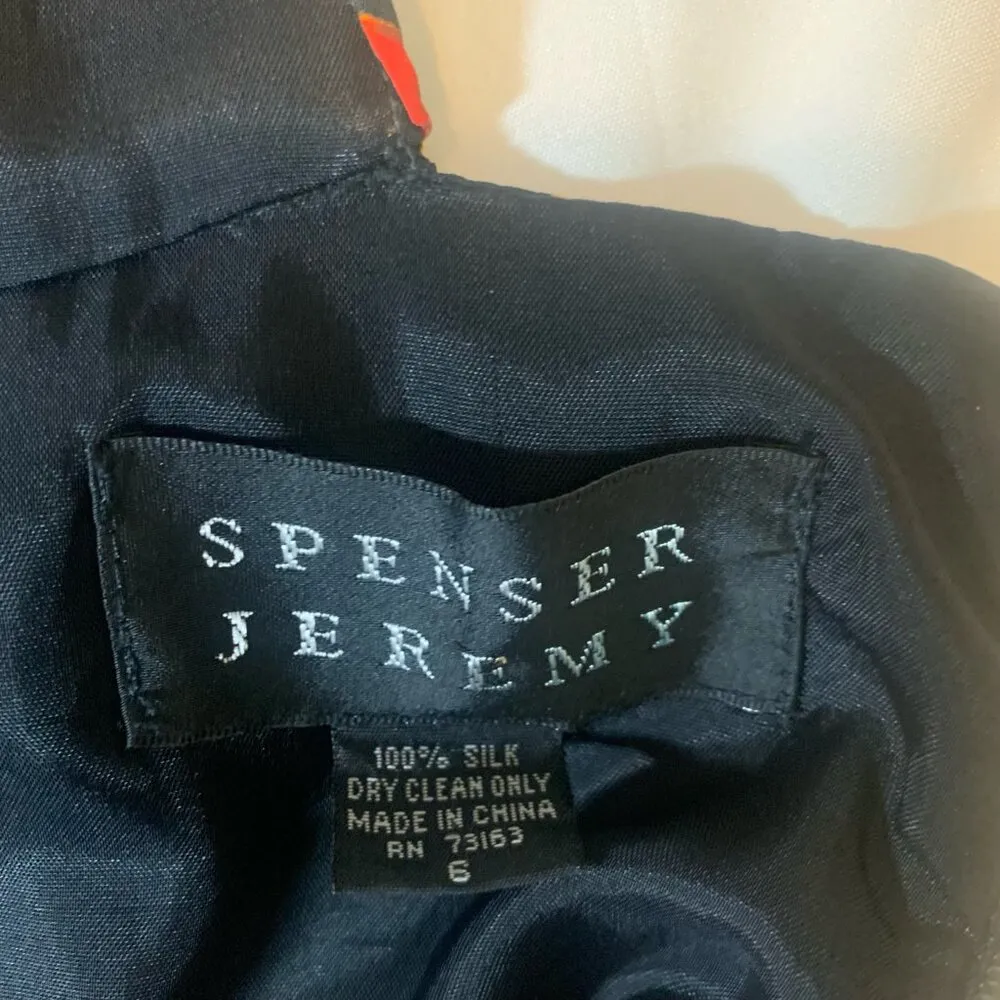 SPENSER
JEREMY
100% SILK
DRY CLEAN ONLY
MADE IN CHINA
RN 73163
6